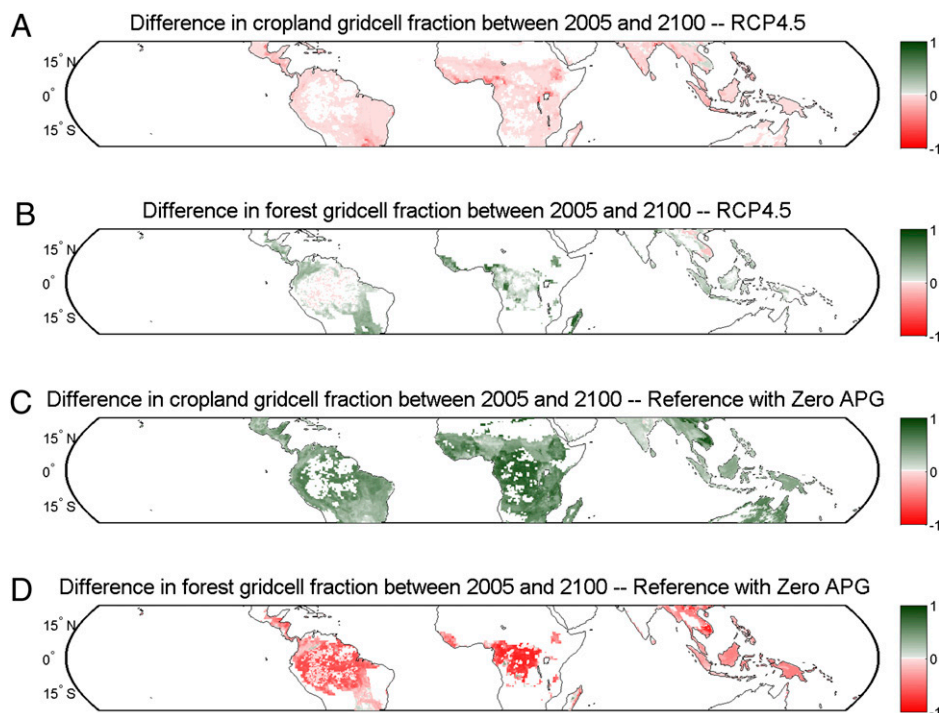 A
Difference in cropland gridcell fraction between 2005 and 2100 -- RCP4.5
15° N
0°
15° S
1
0
-1
B
Difference in forest gridcell fraction between 2005 and 2100 -- RCP4.5
15° N
0°
15° S
1
0
-1
C
Difference in cropland gridcell fraction between 2005 and 2100 -- Reference with Zero APG
15° N
0°
15° S
1
0
-1
D
Difference in forest gridcell fraction between 2005 and 2100 -- Reference with Zero APG
15° N
0°
15° S
1
0
-1